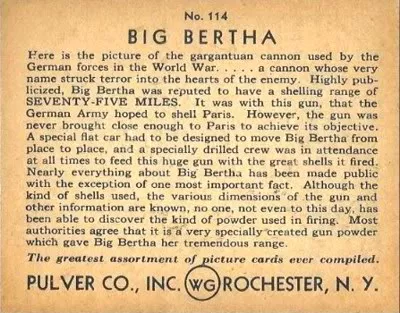 No. 114
BIG BERTHA
Here is the picture of the gargantuan cannon used by the
German forces in the World War. . . . a cannon whose very
name struck terror into the hearts of the enemy. Highly pub-
licized, Big Bertha was reputed to have a shelling range of
SEVENTY-FIVE MILES. It was with this gun, that the
German Army hoped to shell Paris. However, the gun was
never brought close enough to Paris to achieve its objective.
A special flat car had to be designed to move Big Bertha from
place to place, and a specially drilled crew was in attendance
at all times to feed this huge gun with the great shells it fired.
Nearly everything about Big Bertha has been made public
with the exception of one most important fact. Although the
kind of shells used, the various dimensions of the gun and
other information are known, no one, not even to this day, has
been able to discover the kind of powder used in firing. Most
authorities agree that it is a very specially created gun powder
which gave Big Bertha her tremendous range.
The greatest assortment of picture cards ever compiled.
PULVER CO., INC. WG ROCHESTER, N. Y.